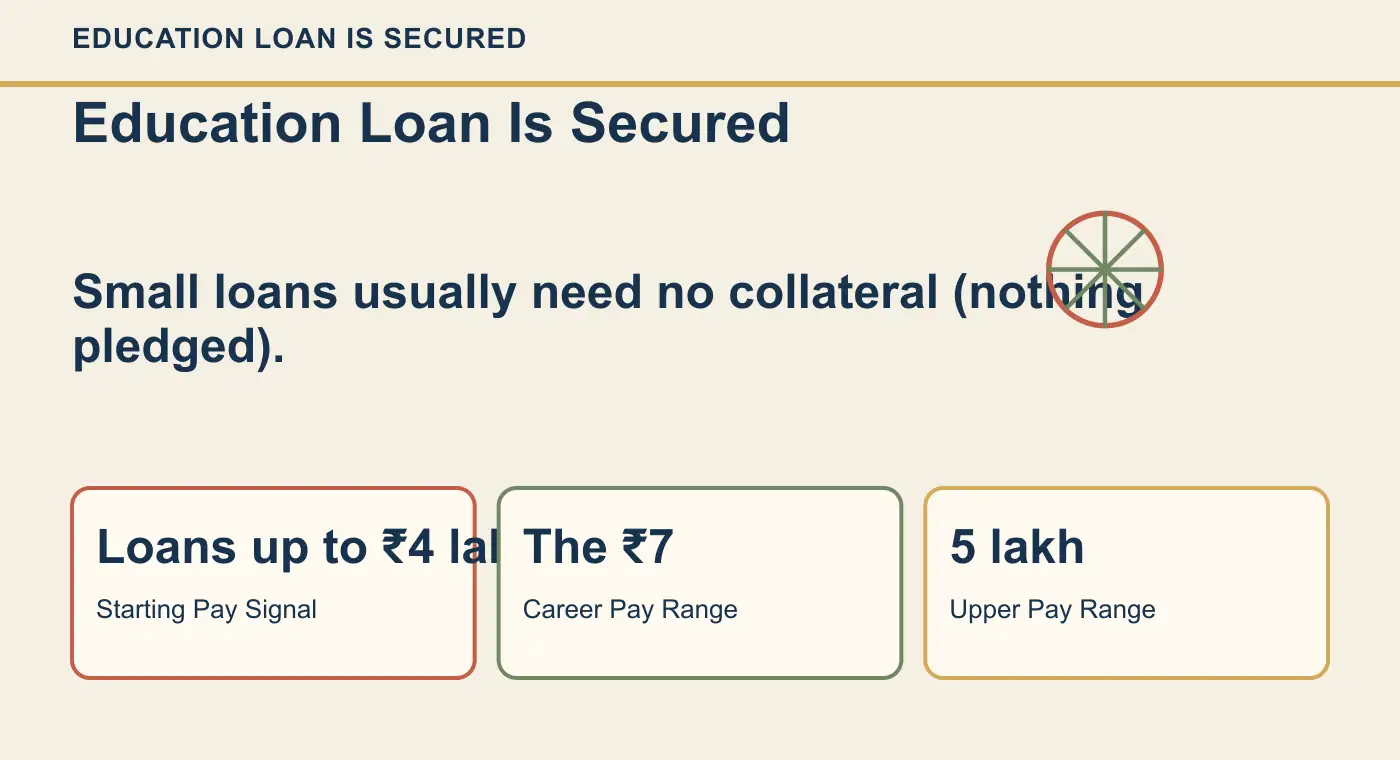 EDUCATION LOAN IS SECURED
Education Loan Is Secured
Small loans usually need no collateral (nothing
pledged).
Loans up to ₹4
Starting Pay Signal
The ₹7
Career Pay Range
5 lakh
Upper Pay Range